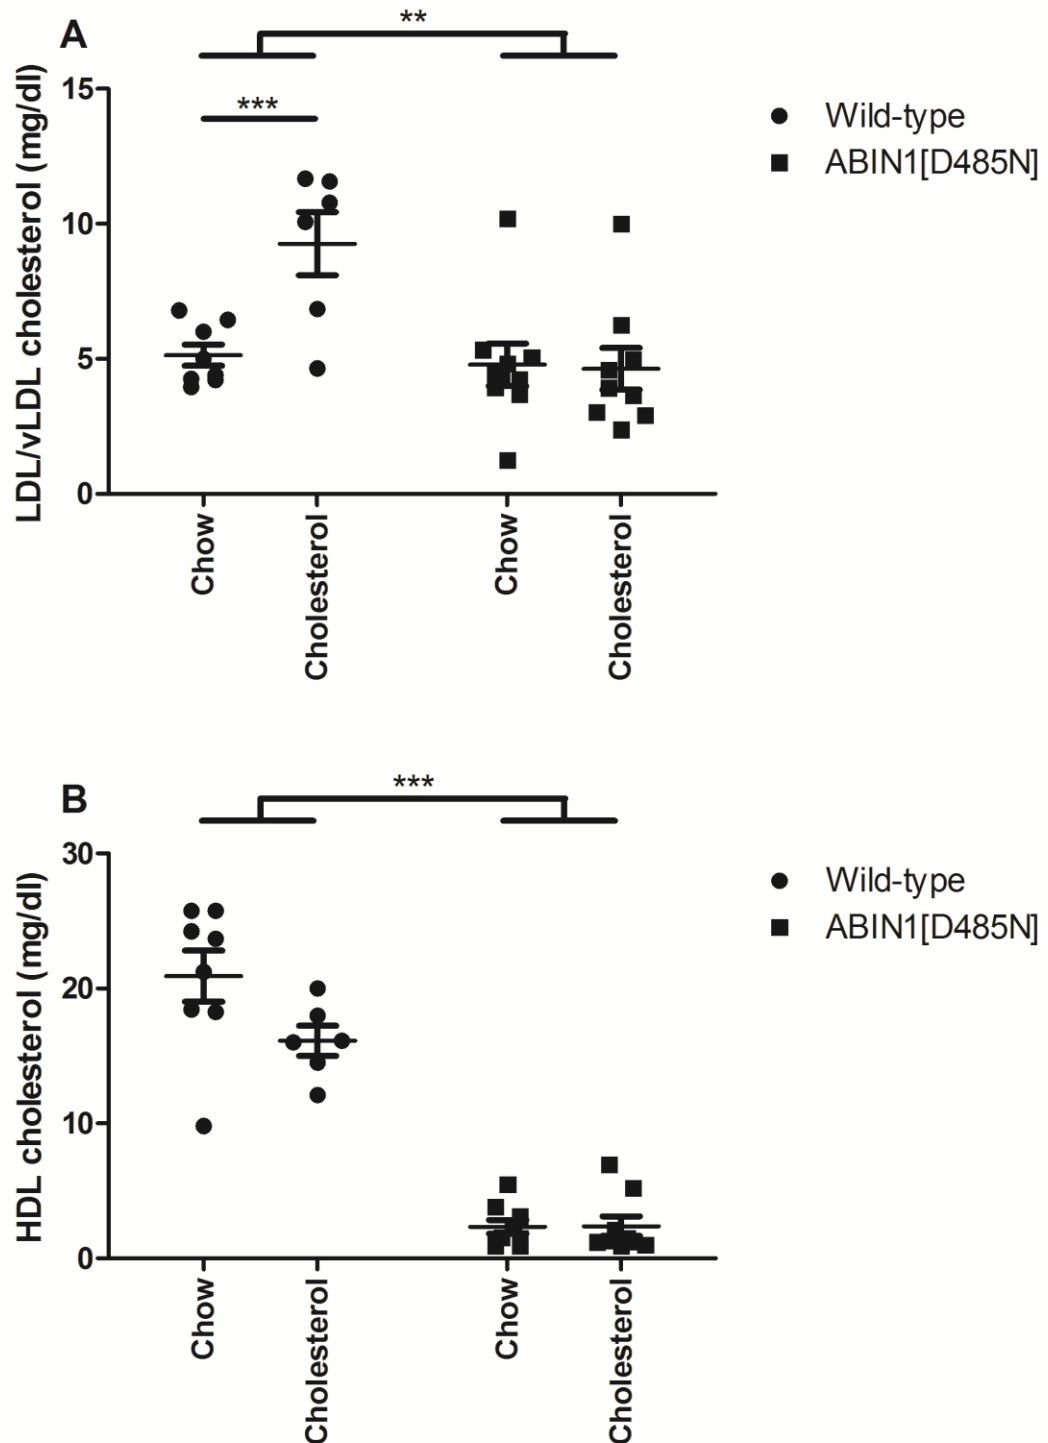 A
**
***
LDL/vLDL cholesterol (mg/dl)
15
10
5
0
Chow
Cholesterol
Chow
Cholesterol
Wild-type
ABIN1[D485N]
B
***
HDL cholesterol (mg/dl)
30
20
10
0
Chow
Cholesterol
Chow
Cholesterol
Wild-type
ABIN1[D485N]